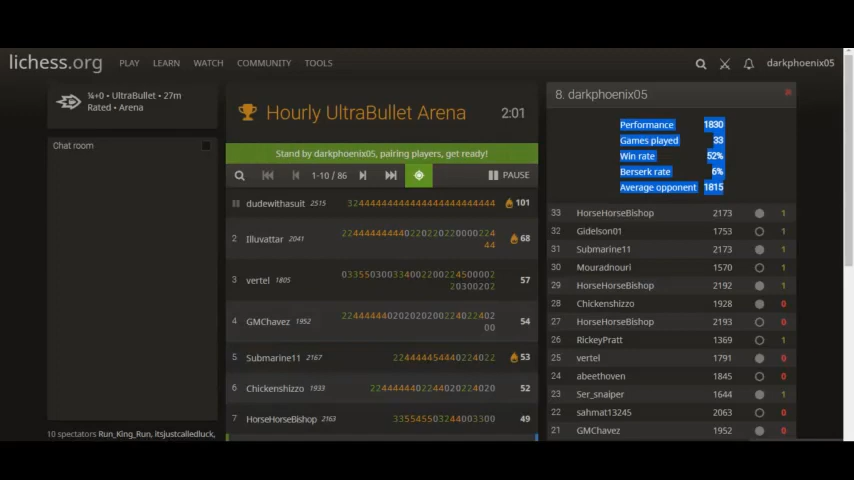 lichess.org PLAY LEARN WATCH COMMUNITY TOOLS darkphoenix05
¼+0 • UltraBullet • 27m
Rated • Arena
Chat room
10 spectators Run_King_Run, itsjustcalledluck,
Hourly UltraBullet Arena 2:01
Stand by darkphoenix05, pairing players, get ready!
1-10 / 86 PAUSE
dudewithasuit 2515 101
2 Illuvattar 2041 68
3 vertel 1805 57
4 GMChavez 1952 54
5 Submarine11 2167 53
6 Chickenshizzo 1933 52
7 HorseHorseBishop 2163 49
8. darkphoenix05
Performance 1830
Games played 33
Win rate 52%
Berserk rate 6%
Average opponent 1815
33 HorseHorseBishop 2173 1
32 Gidelson01 1753 1
31 Submarine11 2173 1
30 Mouradnouri 1570 1
29 HorseHorseBishop 2192 1
28 Chickenshizzo 1928 0
27 HorseHorseBishop 2193 0
26 RickeyPratt 1369 1
25 vertel 1791 0
24 abeethoven 1845 0
23 Ser_snaiper 1644 1
22 sahmat13245 2063 0
21 GMChavez 1952 0